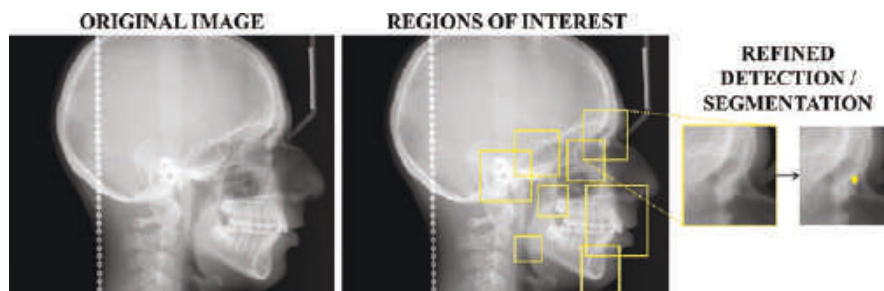 ORIGINAL IMAGE
REGIONS OF INTEREST
REFINED
DETECTION /
SEGMENTATION